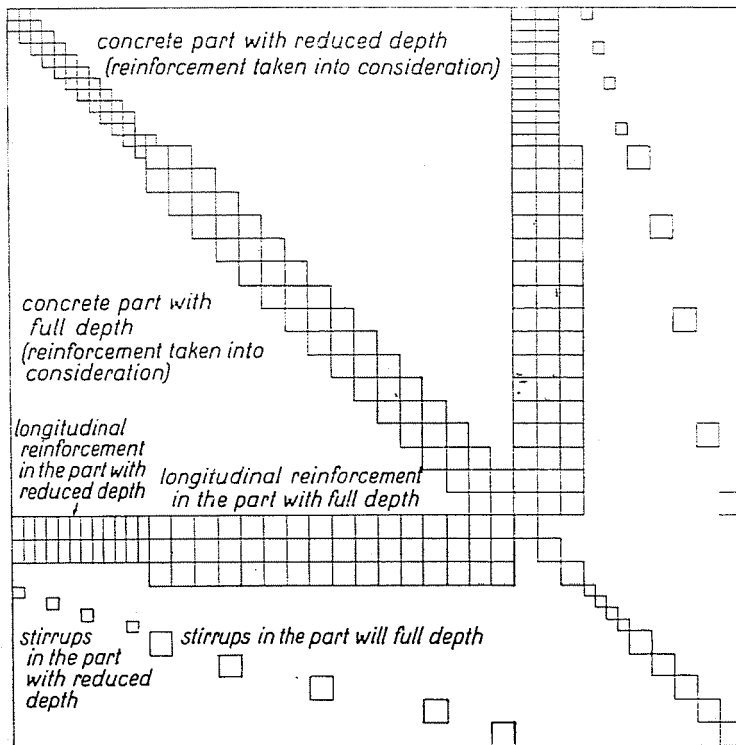 concrete part with reduced depth
(reinforcement taken into consideration)
concrete part with
full depth
(reinforcement taken into
consideration)
longitudinal
reinforcement
in the part with
reduced depth
longitudinal reinforcement
in the part with full depth
stirrups
in the part
with reduced
depth
stirrups in the part will full depth